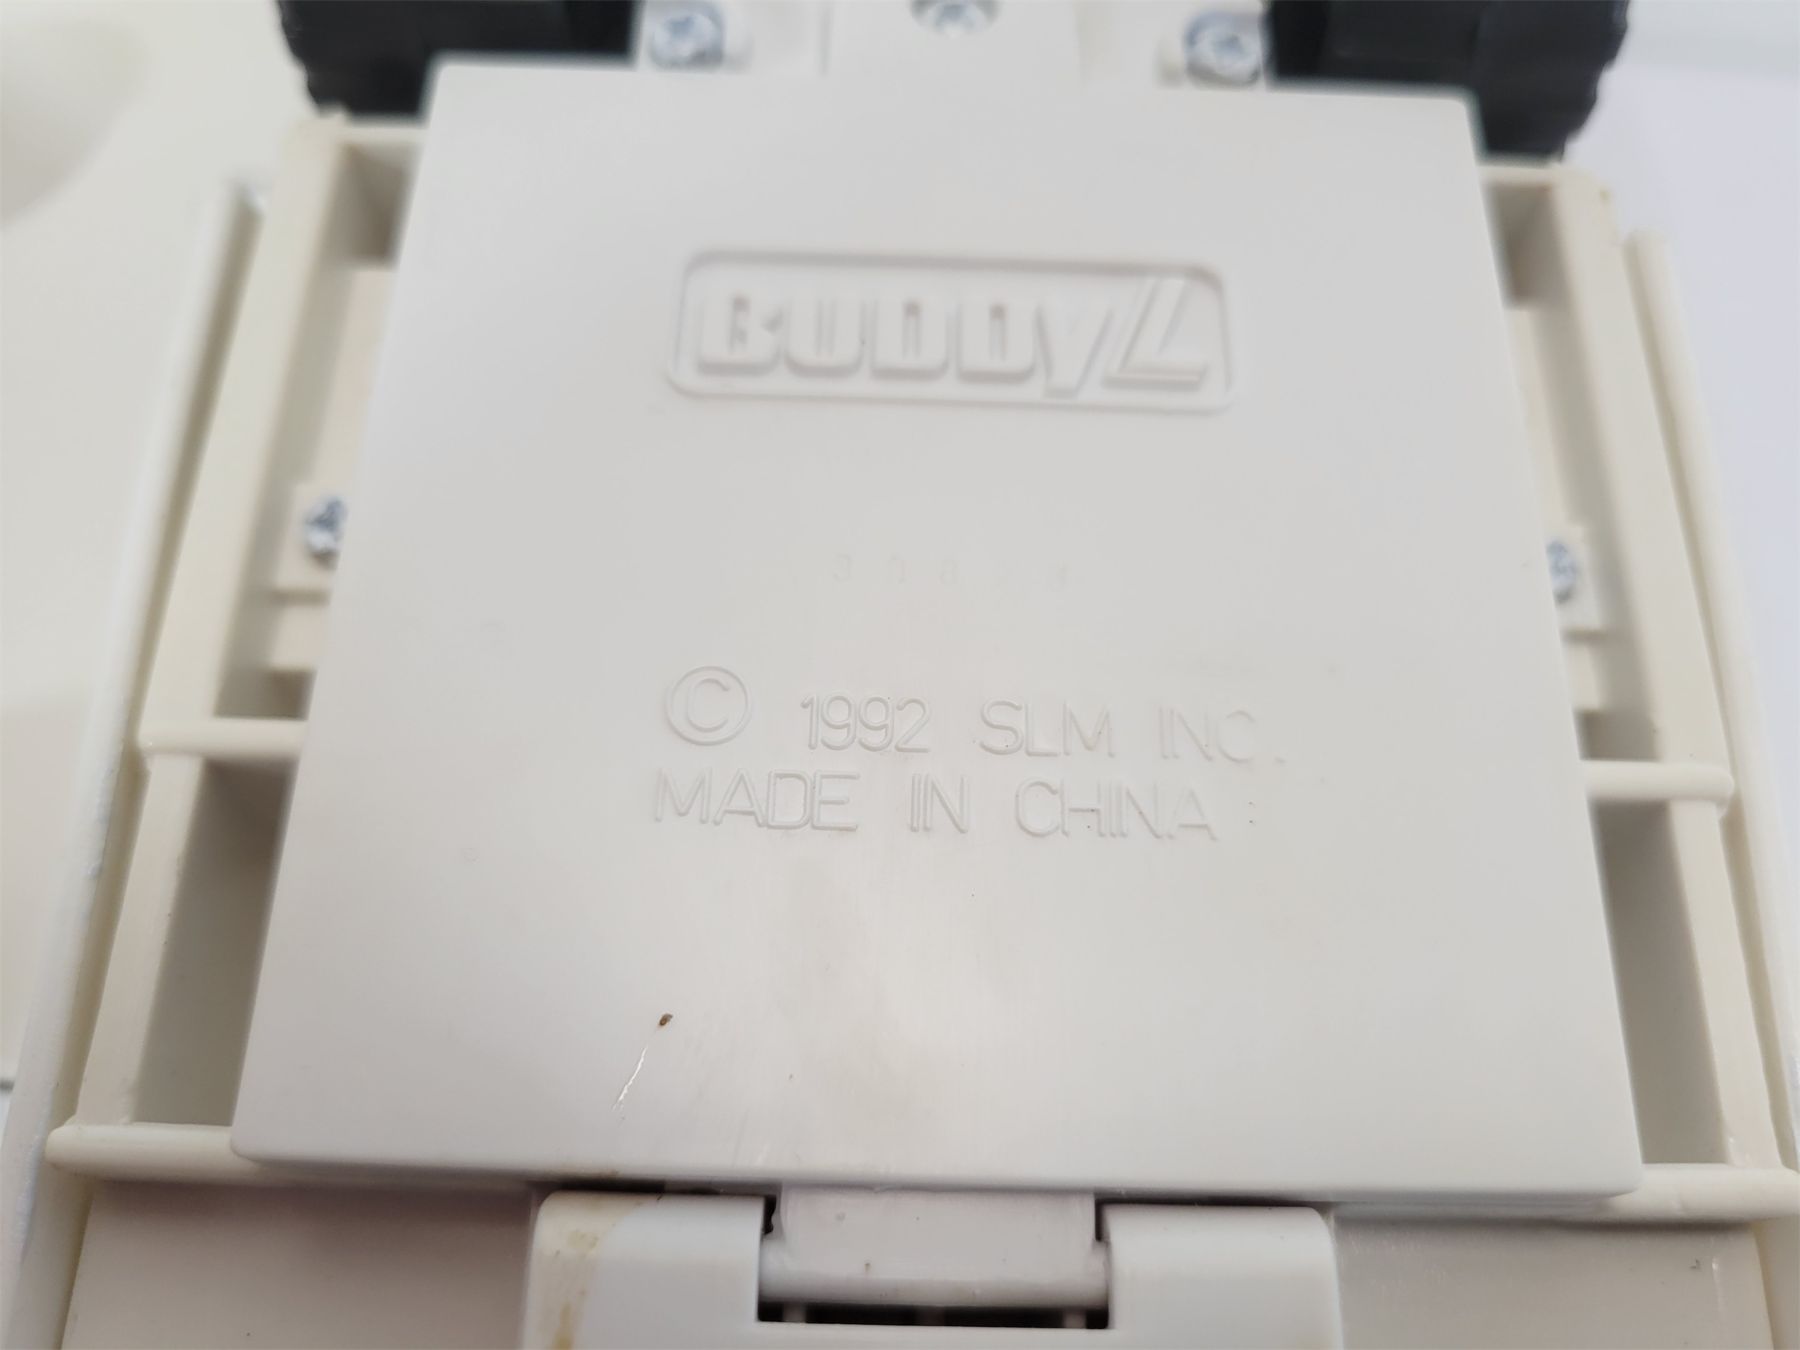 BUDDY L
© 1992 SLM INC.
MADE IN CHINA